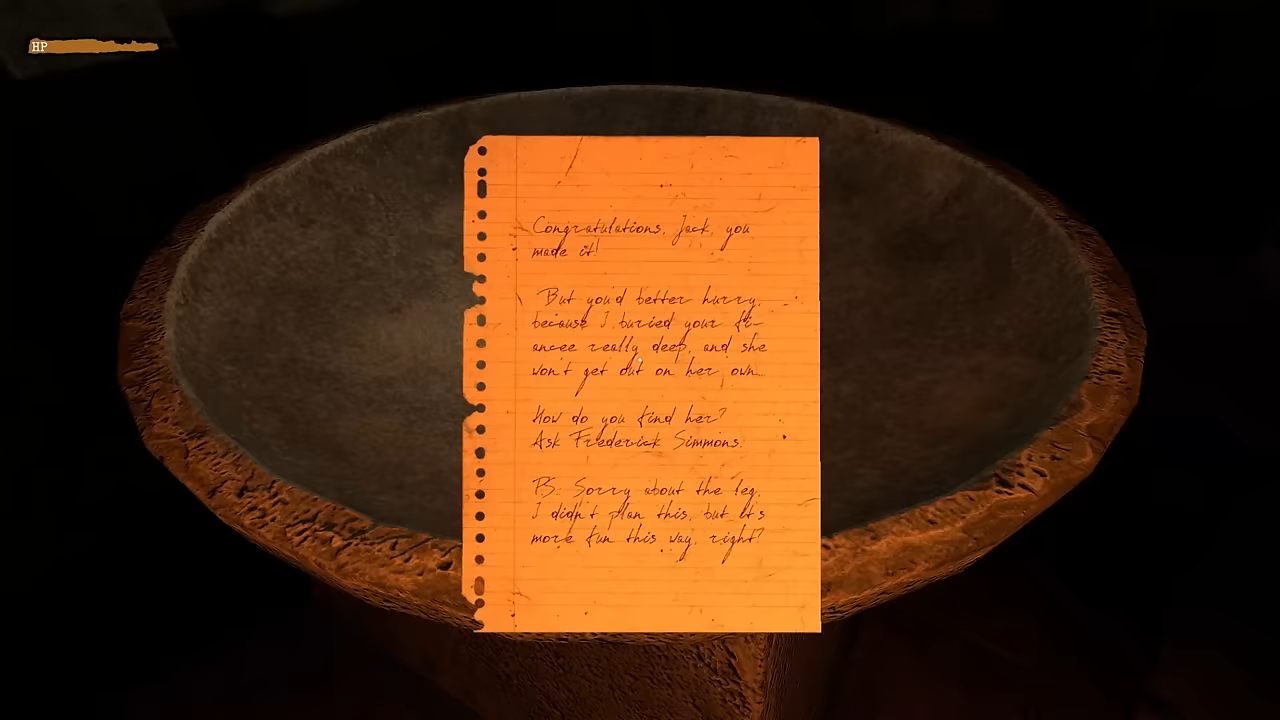 HP
Congratulations, Jack, you
made it!
But you'd better hurry,
because I buried your fi-
ancee really deep, and she
won't get out on her own...
How do you find her?
Ask Frederick Simmons.
PS: Sorry about the leg,
I didn't plan this, but it's
more fun this way, right?